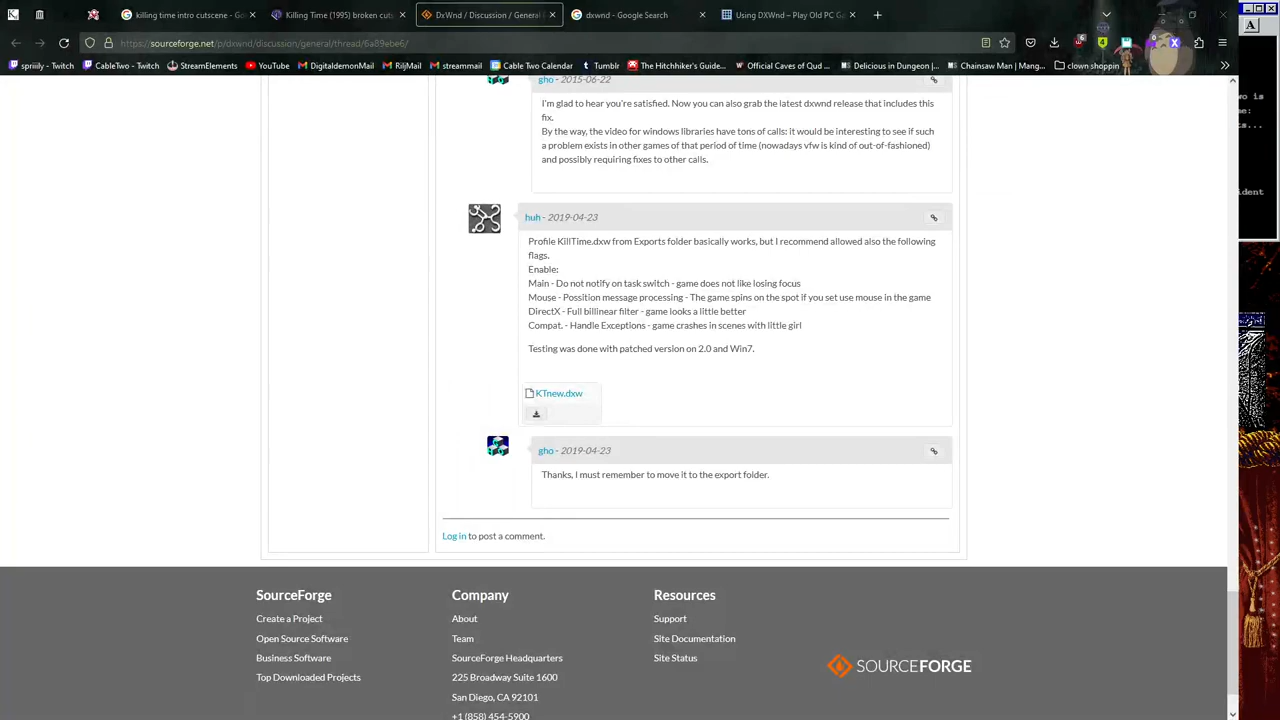 killing time intro cutscene - G
Killing Time (1995) broken cuts
DxWnd / Discussion / General I
dxwnd - Google Search
Using DXWnd – Play Old PC Ga
https://sourceforge.net/p/dxwnd/discussion/general/thread/6a89ebe6/
spriiily - Twitch
CableTwo - Twitch
StreamElements
YouTube
DigitaldemonMail
RiljMail
streammail
Cable Two Calendar
Tumblr
The Hitchhiker's Guide...
Official Caves of Qud ...
Delicious in Dungeon |...
Chainsaw Man | Mang...
clown shoppin
A
gho - 2015-06-22
I'm glad to hear you're satisfied. Now you can also grab the latest dxwnd release that includes this
fix.
By the way, the video for windows libraries have tons of calls: it would be interesting to see if such
a problem exists in other games of that period of time (nowadays vfw is kind of out-of-fashioned)
and possibly requiring fixes to other calls.
huh - 2019-04-23
Profile KillTime.dxw from Exports folder basically works, but I recommend allowed also the following
flags.
Enable:
Main - Do not notify on task switch - game does not like losing focus
Mouse - Possition message processing - The game spins on the spot if you set use mouse in the game
DirectX - Full billinear filter - game looks a little better
Compat. - Handle Exceptions - game crashes in scenes with little girl
Testing was done with patched version on 2.0 and Win7.
KTnew.dxw
gho - 2019-04-23
Thanks, I must remember to move it to the export folder.
Log in to post a comment.
SourceForge
Create a Project
Open Source Software
Business Software
Top Downloaded Projects
Company
About
Team
SourceForge Headquarters
225 Broadway Suite 1600
San Diego, CA 92101
+1 (858) 454-5900
Resources
Support
Site Documentation
Site Status
SOURCEFORGE
wo is
me:
ts...
ident